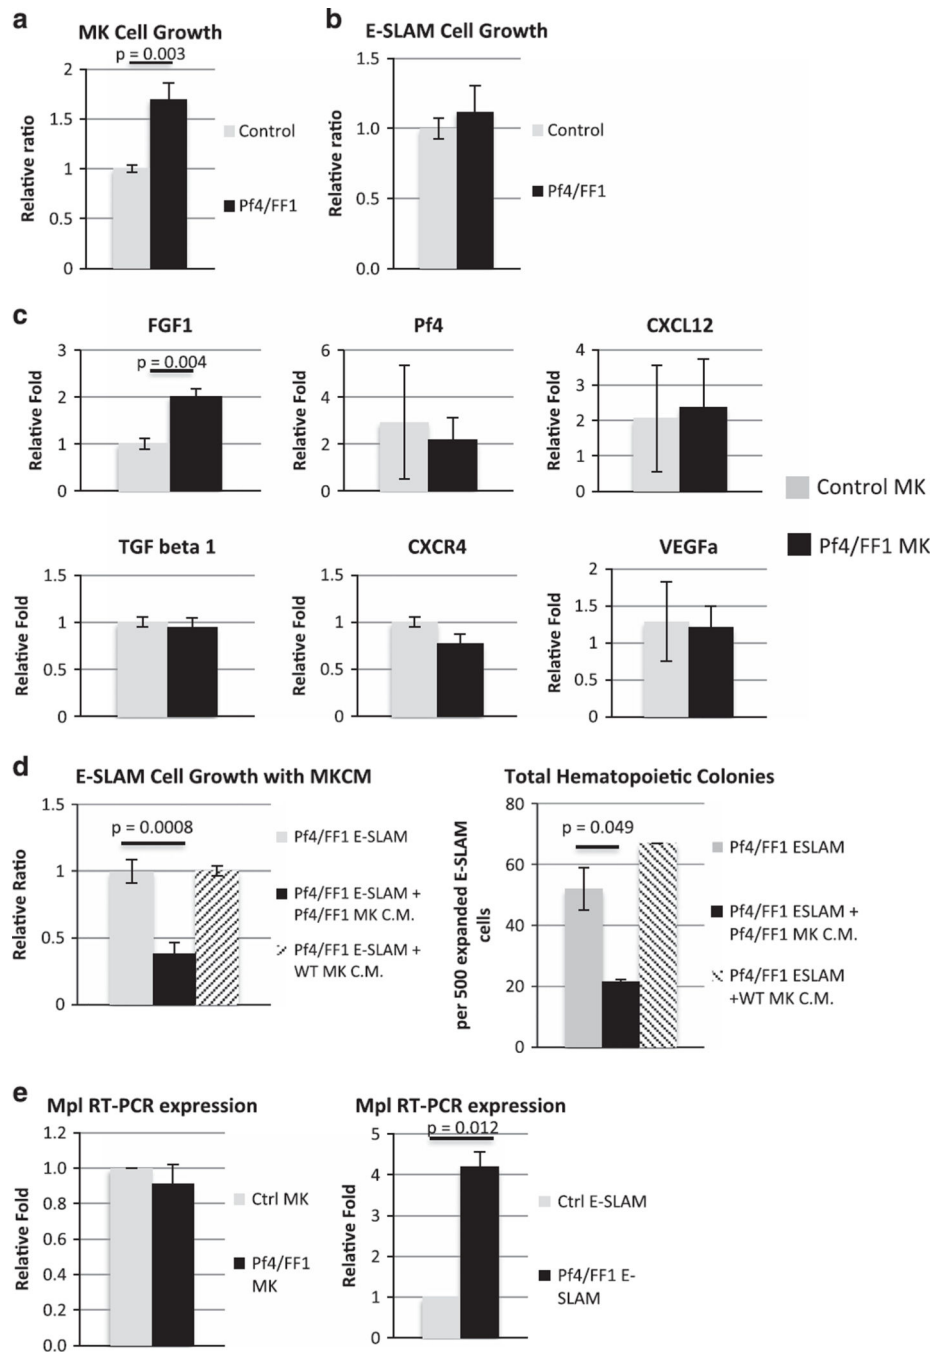 a
MK Cell Growth
p = 0.003
2
1.5
1
0.5
0
Relative ratio
Control
Pf4/FF1
b
E-SLAM Cell Growth
1.5
1.0
0.5
0.0
Relative ratio
Control
Pf4/FF1
c
FGF1
p = 0.004
3
2
1
0
Relative Fold
Pf4
6
4
2
0
Relative Fold
CXCL12
4
3
2
1
0
Relative Fold
Control MK
Pf4/FF1 MK
TGF beta 1
1.5
1
0.5
0
Relative Fold
CXCR4
1.5
1
0.5
0
Relative Fold
VEGFa
2
1.5
1
0.5
0
Relative Fold
d
E-SLAM Cell Growth with MKCM
1.5
1
0.5
0
Relative Ratio
p = 0.0008
Pf4/FF1 E-SLAM
Pf4/FF1 E-SLAM +
Pf4/FF1 MK C.M.
Pf4/FF1 E-SLAM +
WT MK C.M.
Total Hematopoietic Colonies
80
60
40
20
0
per 500 expanded E-SLAM
cells
p = 0.049
Pf4/FF1 ESLAM
Pf4/FF1 ESLAM +
Pf4/FF1 MK C.M.
Pf4/FF1 ESLAM
+WT MK C.M.
e
Mpl RT-PCR expression
1.2
1.0
0.8
0.6
0.4
0.2
0.0
Relative Fold
Ctrl MK
Pf4/FF1
MK
Mpl RT-PCR expression
p = 0.012
5
4
3
2
1
0
Relative Fold
Ctrl E-SLAM
Pf4/FF1 E-
SLAM